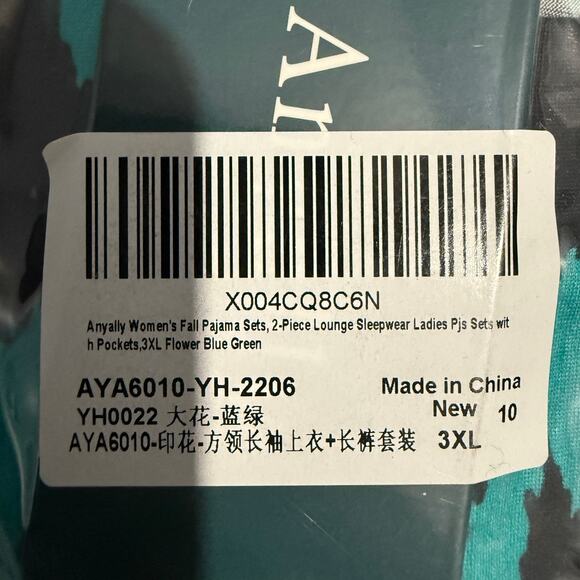 An
X004CQ8C6N
Anyally Women's Fall Pajama Sets, 2-Piece Lounge Sleepwear Ladies Pjs Sets wit
h Pockets,3XL Flower Blue Green
AYA6010-YH-2206
Made in China
YH0022 大花-蓝绿
New 10
AYA6010-印花-方领长袖上衣+长裤套装 3XL